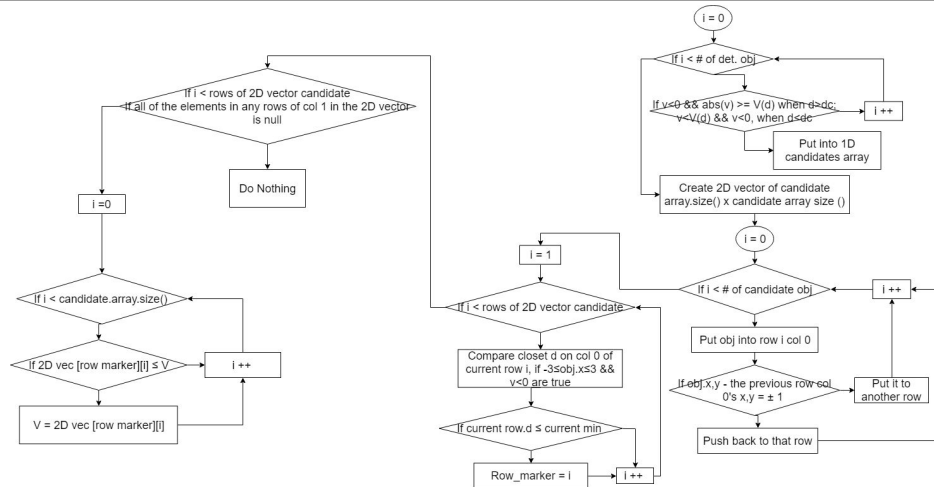 i = 0
If i < # of det. obj
If v<0 && abs(v) >= V(d) when d>dc;
v<V(d) && v<0, when d<dc
i ++
Put into 1D
candidates array
Create 2D vector of candidate
array.size() x candidate array size ()
i = 0
If i < # of candidate obj
i ++
Put obj into row i col 0
If obj.x,y - the previous row col
0's x,y = ± 1
Put it to
another row
Push back to that row
i = 1
If i < rows of 2D vector candidate
Compare closet d on col 0 of
current row i, if -3≤obj.x≤3 &&
v<0 are true
If current row.d ≤ current min
Row_marker = i
i ++
If i < rows of 2D vector candidate
If all of the elements in any rows of col 1 in the 2D vector
is null
Do Nothing
i =0
If i < candidate.array.size()
If 2D vec [row marker][i] ≤ V
i ++
V = 2D vec [row marker][i]